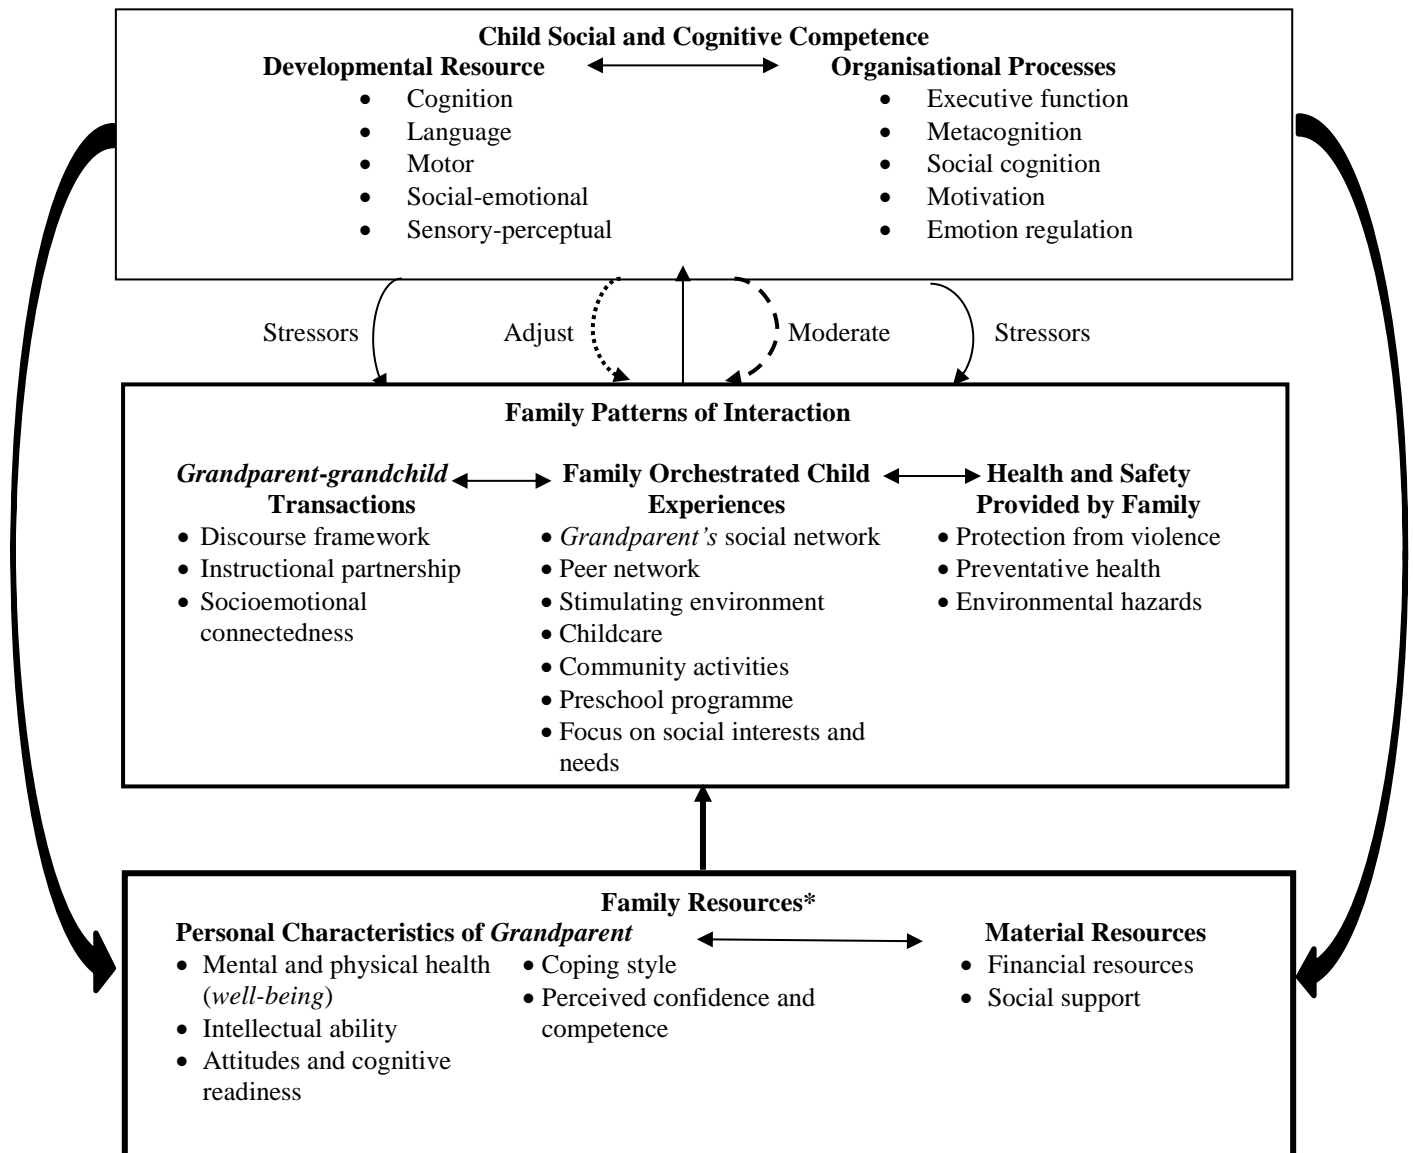 Child Social and Cognitive Competence
Developmental Resource
• Cognition
• Language
• Motor
• Social-emotional
• Sensory-perceptual
Organisational Processes
• Executive function
• Metacognition
• Social cognition
• Motivation
• Emotion regulation
Stressors
Adjust
Moderate
Stressors
Family Patterns of Interaction
Grandparent-grandchild
Transactions
• Discourse framework
• Instructional partnership
• Socioemotional
connectedness
Family Orchestrated Child
Experiences
• Grandparent’s social network
• Peer network
• Stimulating environment
• Childcare
• Community activities
• Preschool programme
• Focus on social interests and
needs
Health and Safety
Provided by Family
• Protection from violence
• Preventative health
• Environmental hazards
Family Resources*
Personal Characteristics of Grandparent
• Mental and physical health
(well-being)
• Intellectual ability
• Attitudes and cognitive
readiness
• Coping style
• Perceived confidence and
competence
Material Resources
• Financial resources
• Social support